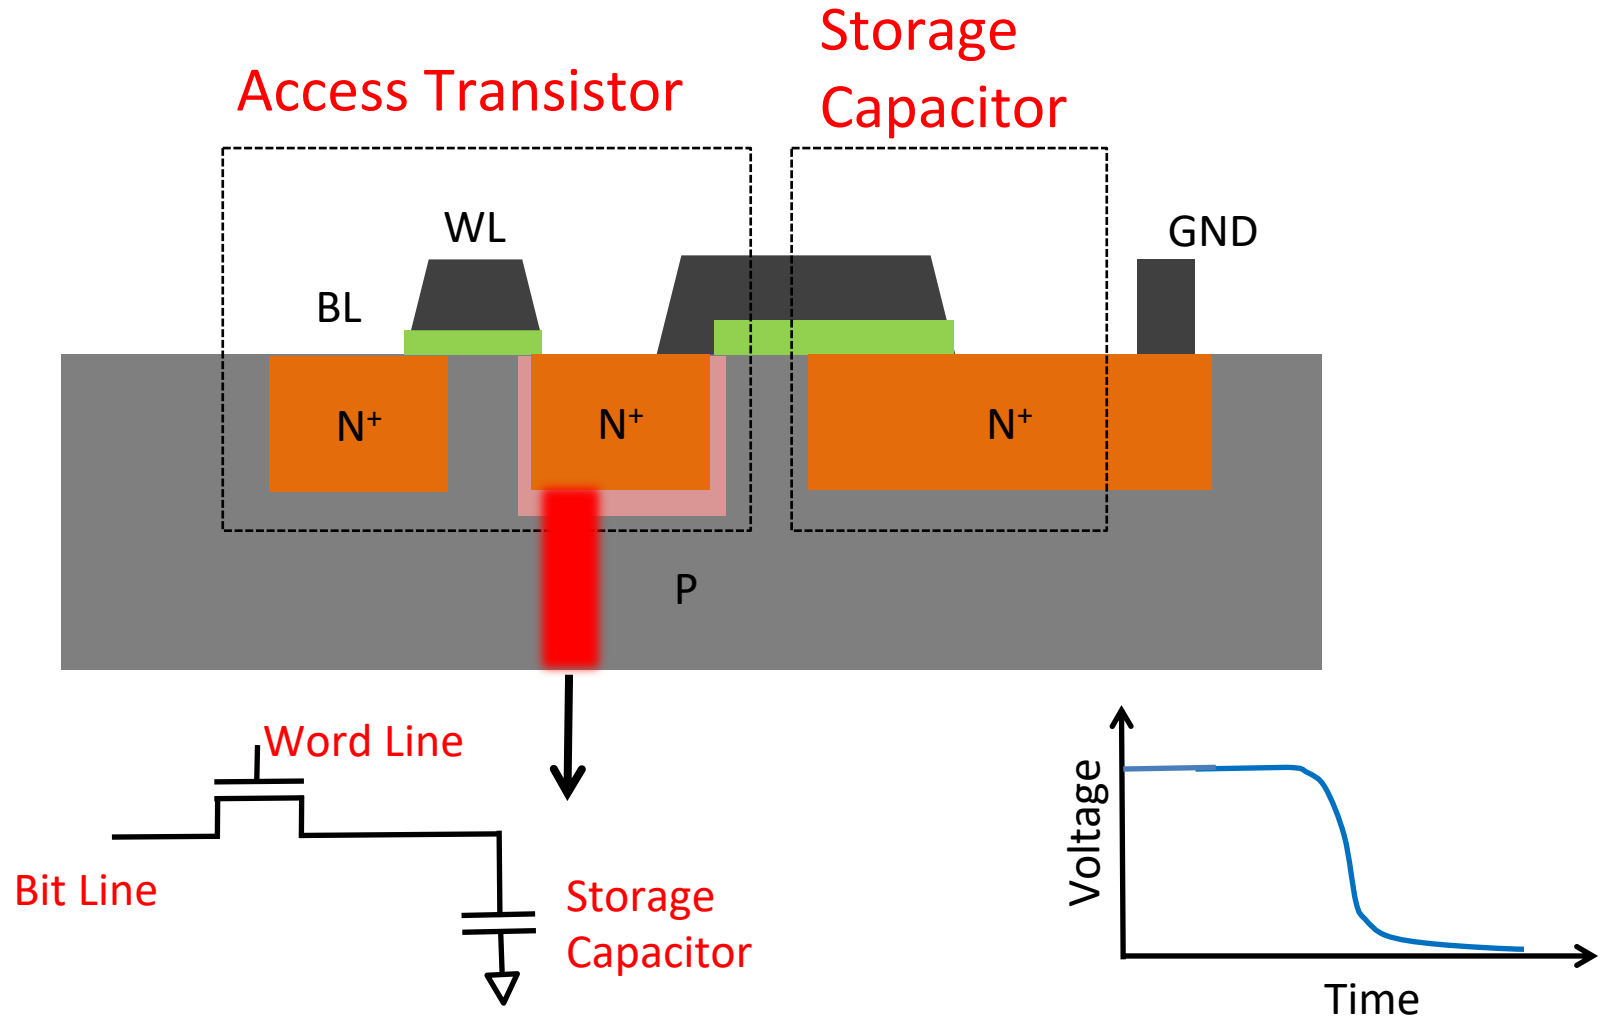 Storage
Capacitor
Access Transistor
WL
GND
BL
N+
N+
N+
P
Word Line
Bit Line
Storage
Capacitor
Voltage
Time